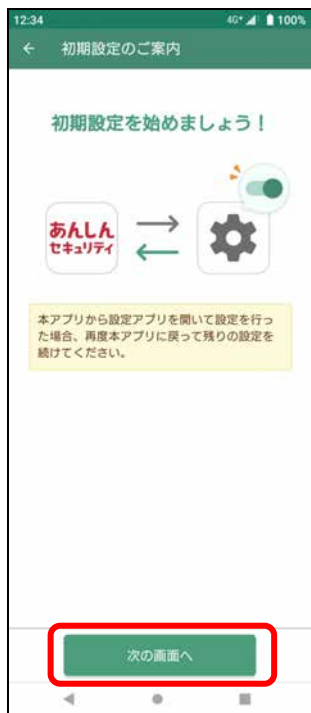 12:34 4G+ 100%
← 初期設定のご案内
初期設定を始めましょう！
あんしん
セキュリティ
本アプリから設定アプリを開いて設定を行っ
た場合、再度本アプリに戻って残りの設定を
続けてください。
次の画面へ